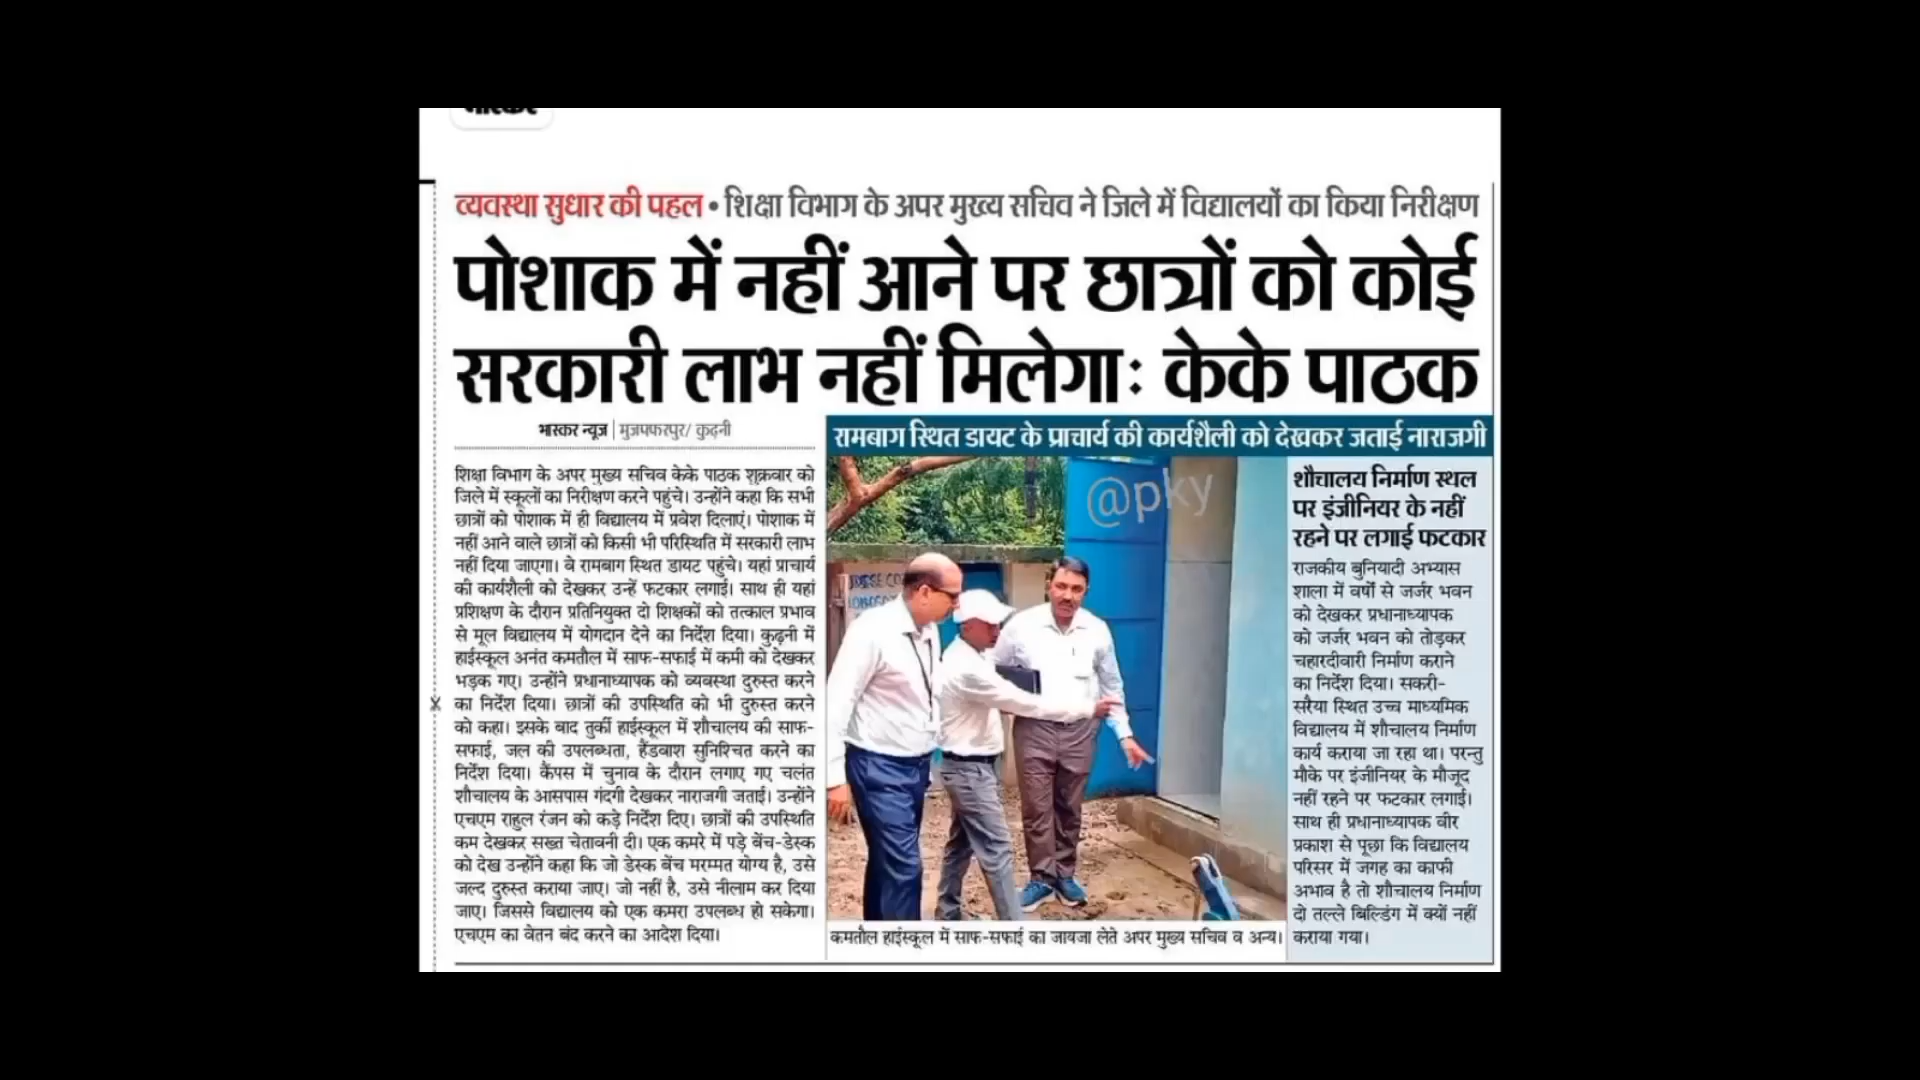 भास्कर
व्यवस्था सुधार की पहल • शिक्षा विभाग के अपर मुख्य सचिव ने जिले में विद्यालयों का किया निरीक्षण
पोशाक में नहीं आने पर छात्रों को कोई
सरकारी लाभ नहीं मिलेगाः केके पाठक
भास्कर न्यूज | मुजफ्फरपुर/ कुढ़नी
शिक्षा विभाग के अपर मुख्य सचिव केके पाठक शुक्रवार को
जिले में स्कूलों का निरीक्षण करने पहुंचे। उन्होंने कहा कि सभी
छात्रों को पोशाक में ही विद्यालय में प्रवेश दिलाएं। पोशाक में
नहीं आने वाले छात्रों को किसी भी परिस्थिति में सरकारी लाभ
नहीं दिया जाएगा। वे रामबाग स्थित डायट पहुंचे। यहां प्राचार्य
की कार्यशैली को देखकर उन्हें फटकार लगाई। साथ ही यहां
प्रशिक्षण के दौरान प्रतिनियुक्त दो शिक्षकों को तत्काल प्रभाव
से मूल विद्यालय में योगदान देने का निर्देश दिया। कुढ़नी में
हाईस्कूल अनंत कमतौल में साफ-सफाई में कमी को देखकर
भड़क गए। उन्होंने प्रधानाध्यापक को व्यवस्था दुरुस्त करने
का निर्देश दिया। छात्रों की उपस्थिति को भी दुरुस्त करने
को कहा। इसके बाद तुर्की हाईस्कूल में शौचालय की साफ-
सफाई, जल की उपलब्धता, हैंडवाश सुनिश्चित करने का
निर्देश दिया। कैंपस में चुनाव के दौरान लगाए गए चलंत
शौचालय के आसपास गंदगी देखकर नाराजगी जताई। उन्होंने
एचएम राहुल रंजन को कड़े निर्देश दिए। छात्रों की उपस्थिति
कम देखकर सख्त चेतावनी दी। एक कमरे में पड़े बेंच-डेस्क
को देख उन्होंने कहा कि जो डेस्क बेंच मरम्मत योग्य है, उसे
जल्द दुरुस्त कराया जाए। जो नहीं है, उसे नीलाम कर दिया
जाए। जिससे विद्यालय को एक कमरा उपलब्ध हो सकेगा।
एचएम का वेतन बंद करने का आदेश दिया।
रामबाग स्थित डायट के प्राचार्य की कार्यशैली को देखकर जताई नाराजगी
@pky
कमतौल हाईस्कूल में साफ-सफाई का जायजा लेते अपर मुख्य सचिव व अन्य।
शौचालय निर्माण स्थल
पर इंजीनियर के नहीं
रहने पर लगाई फटकार
राजकीय बुनियादी अभ्यास
शाला में वर्षों से जर्जर भवन
को देखकर प्रधानाध्यापक
को जर्जर भवन को तोड़कर
चहारदीवारी निर्माण कराने
का निर्देश दिया। सकरी-
सरैया स्थित उच्च माध्यमिक
विद्यालय में शौचालय निर्माण
कार्य कराया जा रहा था। परन्तु
मौके पर इंजीनियर के मौजूद
नहीं रहने पर फटकार लगाई।
साथ ही प्रधानाध्यापक वीर
प्रकाश से पूछा कि विद्यालय
परिसर में जगह का काफी
अभाव है तो शौचालय निर्माण
दो तल्ले बिल्डिंग में क्यों नहीं
कराया गया।